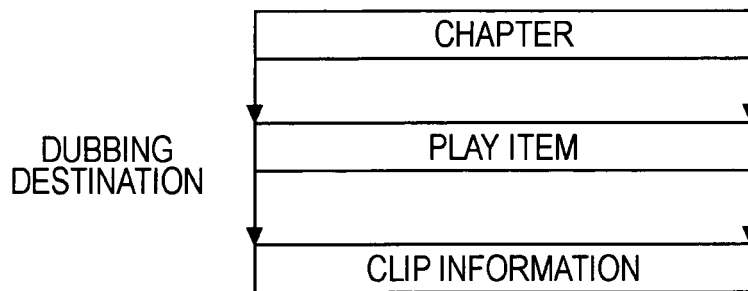 CHAPTER
DUBBING
DESTINATION
PLAY ITEM
CLIP INFORMATION